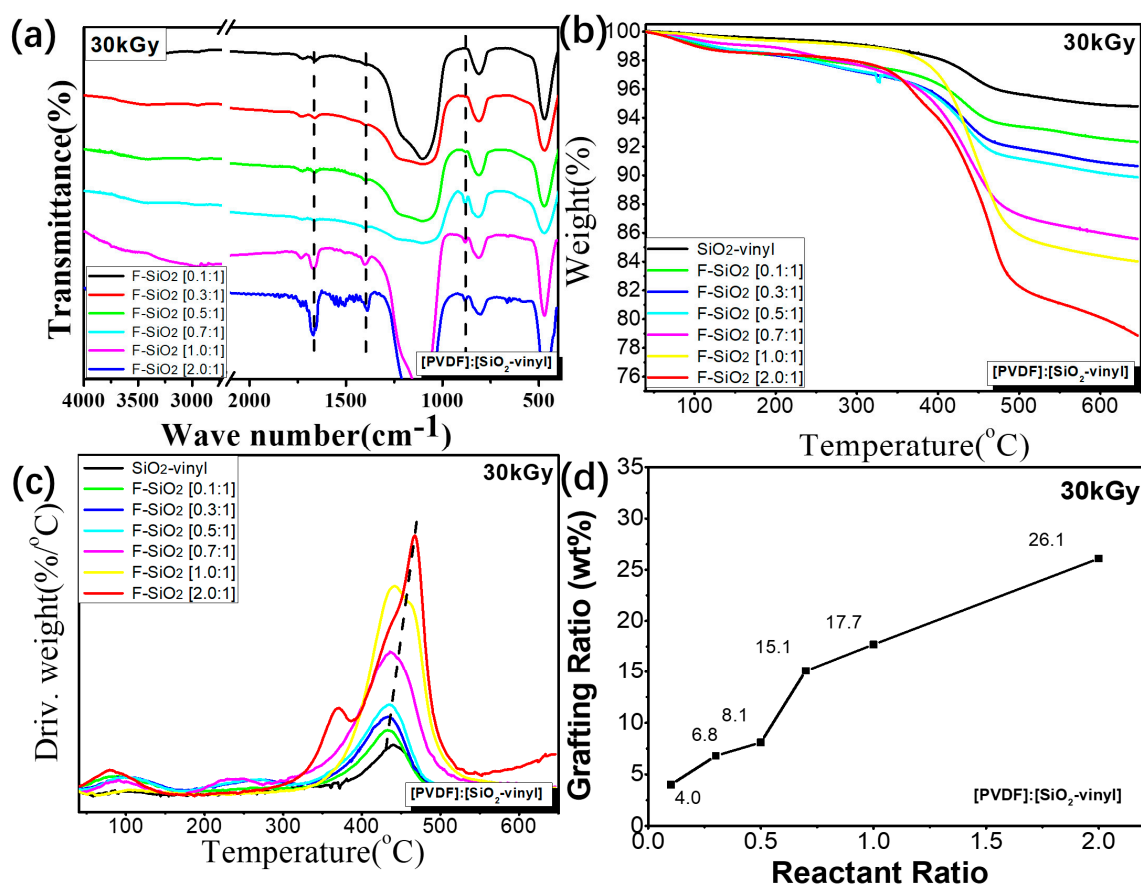 (a)
30kGy
Transmittance(%)
F-SiO2 [0.1:1]
F-SiO2 [0.3:1]
F-SiO2 [0.5:1]
F-SiO2 [0.7:1]
F-SiO2 [1.0:1]
F-SiO2 [2.0:1]
[PVDF]:[SiO2-vinyl]
4000 3000 2000 1500 1000 500
Wave number(cm-1)
(b)
30kGy
Weight(%)
100
98
96
94
92
90
88
86
84
82
80
78
76
SiO2-vinyl
F-SiO2 [0.1:1]
F-SiO2 [0.3:1]
F-SiO2 [0.5:1]
F-SiO2 [0.7:1]
F-SiO2 [1.0:1]
F-SiO2 [2.0:1]
[PVDF]:[SiO2-vinyl]
100 200 300 400 500 600
Temperature(oC)
(c)
30kGy
Driv. weight(%/oC)
SiO2-vinyl
F-SiO2 [0.1:1]
F-SiO2 [0.3:1]
F-SiO2 [0.5:1]
F-SiO2 [0.7:1]
F-SiO2 [1.0:1]
F-SiO2 [2.0:1]
[PVDF]:[SiO2-vinyl]
100 200 300 400 500 600
Temperature(oC)
(d)
30kGy
Grafting Ratio (wt%)
35
30
25
20
15
10
5
0
26.1
17.7
15.1
8.1
6.8
4.0
[PVDF]:[SiO2-vinyl]
0.0 0.5 1.0 1.5 2.0
Reactant Ratio